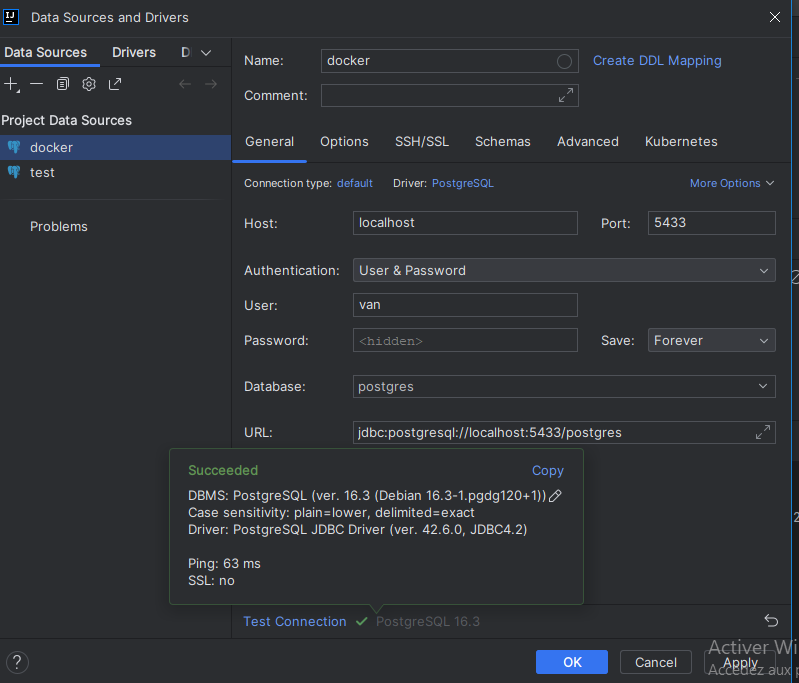 Data Sources and Drivers
Data Sources Drivers D
Project Data Sources
docker
test
Problems
Name: docker Create DDL Mapping
Comment:
General Options SSH/SSL Schemas Advanced Kubernetes
Connection type: default Driver: PostgreSQL More Options
Host: localhost Port: 5433
Authentication: User & Password
User: van
Password: <hidden> Save: Forever
Database: postgres
URL: jdbc:postgresql://localhost:5433/postgres
Succeeded Copy
DBMS: PostgreSQL (ver. 16.3 (Debian 16.3-1.pgdg120+1))
Case sensitivity: plain=lower, delimited=exact
Driver: PostgreSQL JDBC Driver (ver. 42.6.0, JDBC4.2)
Ping: 63 ms
SSL: no
Test Connection PostgreSQL 16.3
Activer Wi
Accédez aux p
? OK Cancel Apply